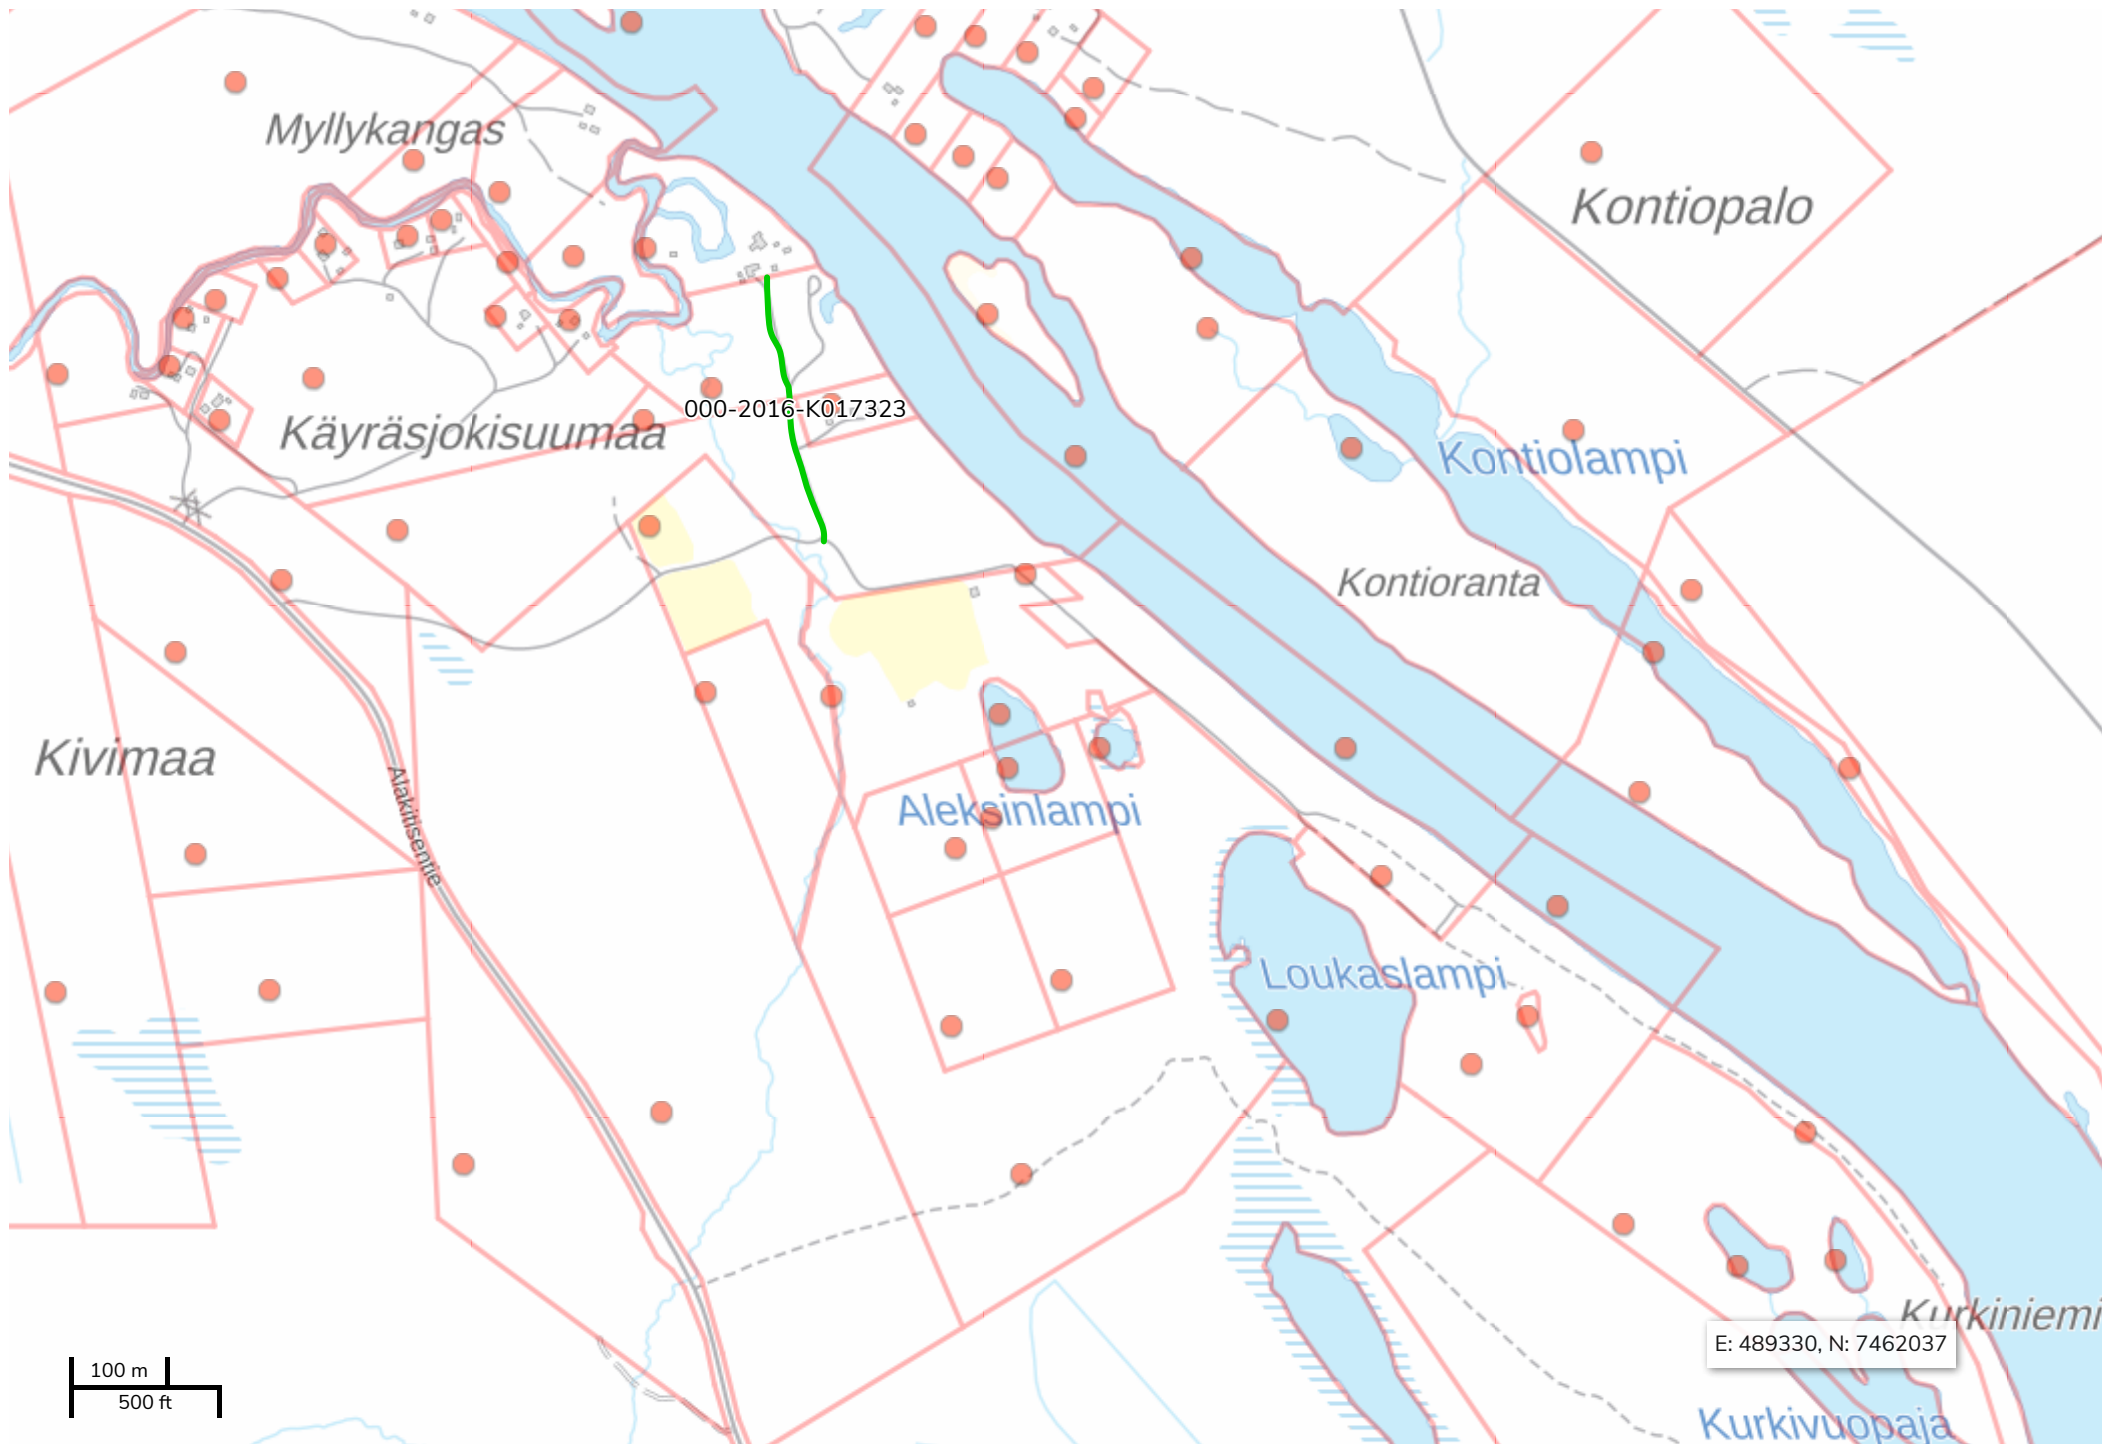 Myllykangas
Kontiopalo
000-2016-K017323
Käyräsjokisuumaa
Kontiolampi
Kontioranta
Kivimaa
Alakitisentie
Aleksinlampi
Loukaslampi
Kurkiniemi
E: 489330, N: 7462037
100 m
500 ft
Kurkivuopaja